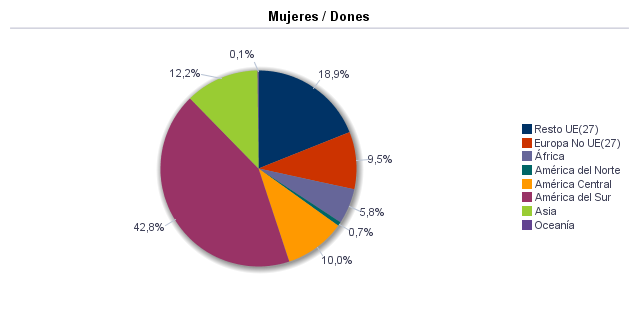 Mujeres / Dones
0,1%
12,2%
18,9%
9,5%
5,8%
0,7%
10,0%
42,8%
Resto UE(27)
Europa No UE(27)
África
América del Norte
América Central
América del Sur
Asia
Oceanía